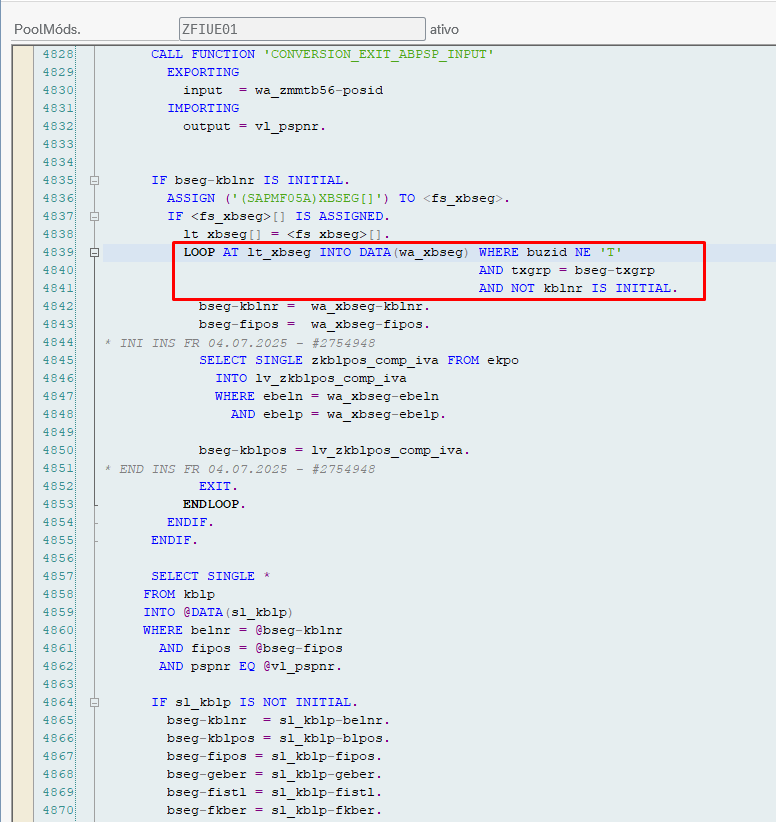 PoolMóds. ZFIUE01 ativo
4828 CALL FUNCTION 'CONVERSION_EXIT_ABPSP_INPUT'
4829 EXPORTING
4830 input = wa_zmmtb56-posid
4831 IMPORTING
4832 output = vl_pspnr.
4833
4834
4835 IF bseg-kblnr IS INITIAL.
4836 ASSIGN ('(SAPMF05A)XBSEG[]') TO <fs_xbseg>.
4837 IF <fs_xbseg>[] IS ASSIGNED.
4838 lt_xbseg[] = <fs_xbseg>[].
4839 LOOP AT lt_xbseg INTO DATA(wa_xbseg) WHERE buzid NE 'T'
4840 AND txgrp = bseg-txgrp
4841 AND NOT kblnr IS INITIAL.
4842 bseg-kblnr = wa_xbseg-kblnr.
4843 bseg-fipos = wa_xbseg-fipos.
4844 * INI INS FR 04.07.2025 - #2754948
4845 SELECT SINGLE zkblpos_comp_iva FROM ekpo
4846 INTO lv_zkblpos_comp_iva
4847 WHERE ebeln = wa_xbseg-ebeln
4848 AND ebelp = wa_xbseg-ebelp.
4849
4850 bseg-kblpos = lv_zkblpos_comp_iva.
4851 * END INS FR 04.07.2025 - #2754948
4852 EXIT.
4853 ENDLOOP.
4854 ENDIF.
4855 ENDIF.
4856
4857 SELECT SINGLE *
4858 FROM kblp
4859 INTO @DATA(sl_kblp)
4860 WHERE belnr = @bseg-kblnr
4861 AND fipos = @bseg-fipos
4862 AND pspnr EQ @vl_pspnr.
4863
4864 IF sl_kblp IS NOT INITIAL.
4865 bseg-kblnr = sl_kblp-belnr.
4866 bseg-kblpos = sl_kblp-blpos.
4867 bseg-fipos = sl_kblp-fipos.
4868 bseg-geber = sl_kblp-geber.
4869 bseg-fistl = sl_kblp-fistl.
4870 bseg-fkber = sl_kblp-fkber.